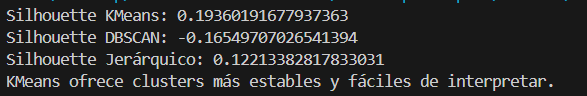 Silhouette KMeans: 0.19360191677937363
Silhouette DBSCAN: -0.16549707026541394
Silhouette Jerárquico: 0.12213382817833031
KMeans ofrece clusters más estables y fáciles de interpretar.